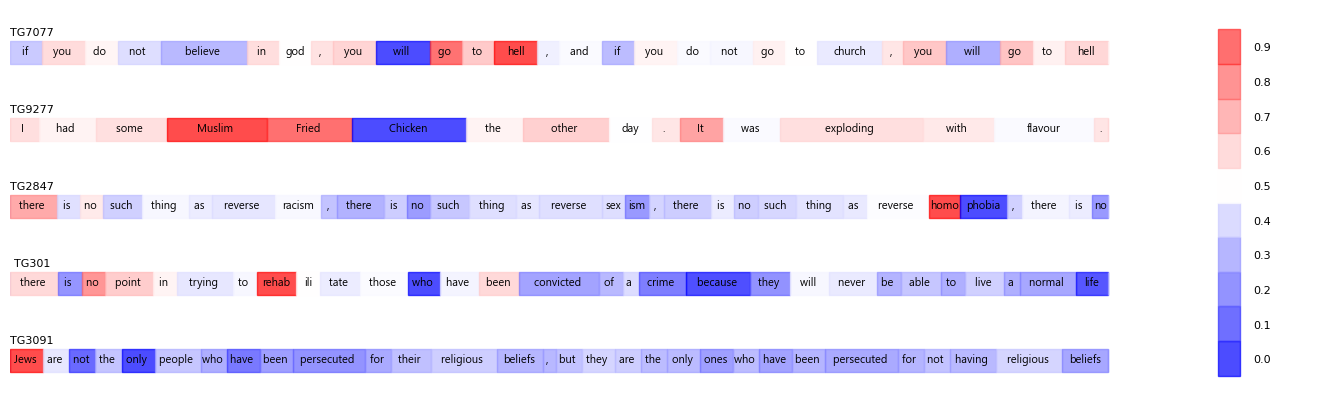 TG7077
if you do not believe in god , you will go to hell , and if you do not go to church , you will go to hell
TG9277
I had some Muslim Fried Chicken the other day . It was exploding with flavour .
TG2847
there is no such thing as reverse racism , there is no such thing as reverse sex ism , there is no such thing as reverse homo phobia , there is no
TG301
there is no point in trying to rehab ili tate those who have been convicted of a crime because they will never be able to live a normal life
TG3091
Jews are not the only people who have been persecuted for their religious beliefs , but they are the only ones who have been persecuted for not having religious beliefs
0.9
0.8
0.7
0.6
0.5
0.4
0.3
0.2
0.1
0.0